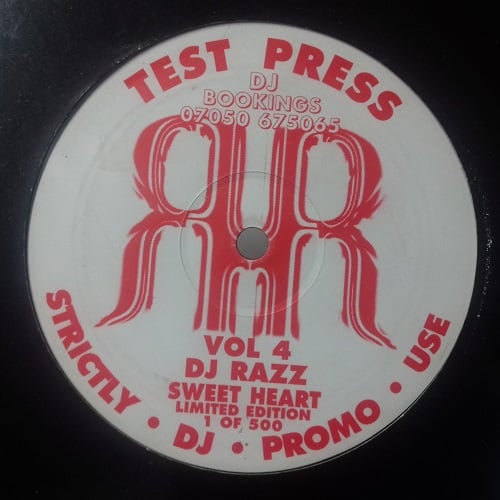 TEST PRESS
DJ
BOOKINGS
07050 675065
RHR
VOL 4
DJ RAZZ
SWEET HEART
LIMITED EDITION
1 OF 500
STRICTLY • DJ • PROMO • USE